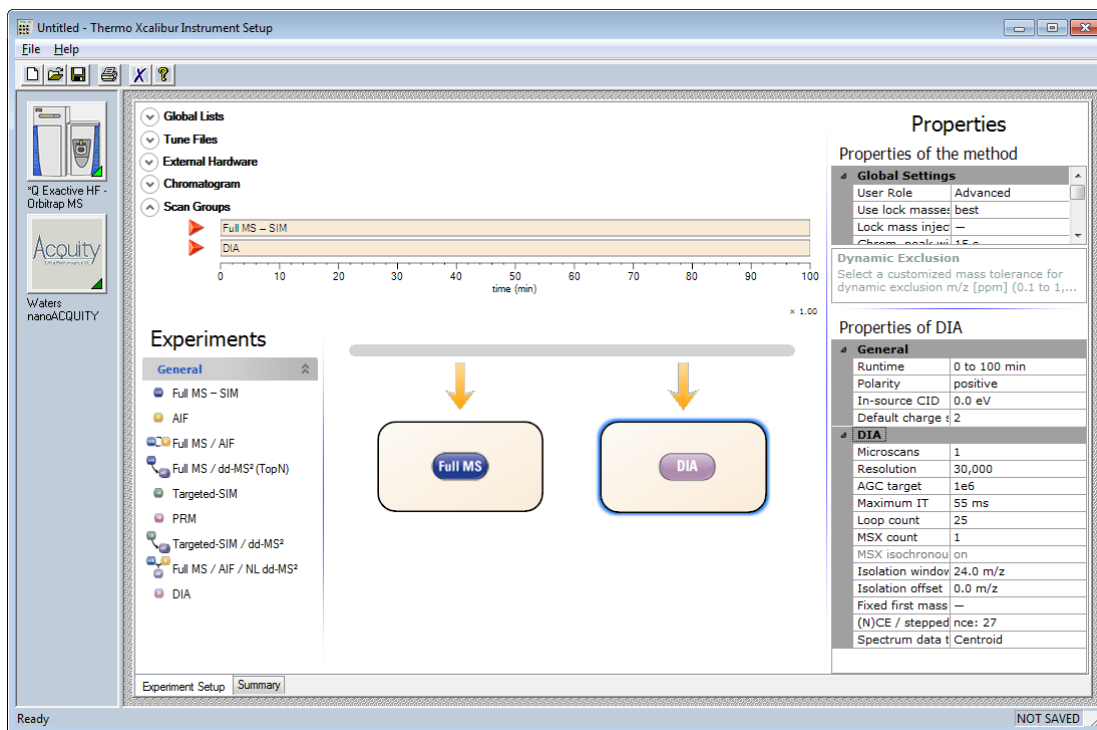 Untitled - Thermo Xcalibur Instrument Setup
File Help
*Q Exactive HF -
Orbitrap MS
Acquity
Waters
nanoACQUITY
Global Lists
Tune Files
External Hardware
Chromatogram
Scan Groups
Full MS – SIM
DIA
0 10 20 30 40 50 60 70 80 90 100
time (min)
× 1.00
Experiments
General
Full MS – SIM
AIF
Full MS / AIF
Full MS / dd-MS² (TopN)
Targeted-SIM
PRM
Targeted-SIM / dd-MS²
Full MS / AIF / NL dd-MS²
DIA
Full MS
DIA
Properties
Properties of the method
Global Settings
User Role Advanced
Use lock masses best
Lock mass injec —
Chrom. peak wi 15 s
Dynamic Exclusion
Select a customized mass tolerance for
dynamic exclusion m/z [ppm] (0.1 to 1,...
Properties of DIA
General
Runtime 0 to 100 min
Polarity positive
In-source CID 0.0 eV
Default charge s 2
DIA
Microscans 1
Resolution 30,000
AGC target 1e6
Maximum IT 55 ms
Loop count 25
MSX count 1
MSX isochronou on
Isolation window 24.0 m/z
Isolation offset 0.0 m/z
Fixed first mass —
(N)CE / stepped nce: 27
Spectrum data t Centroid
Experiment Setup Summary
Ready NOT SAVED